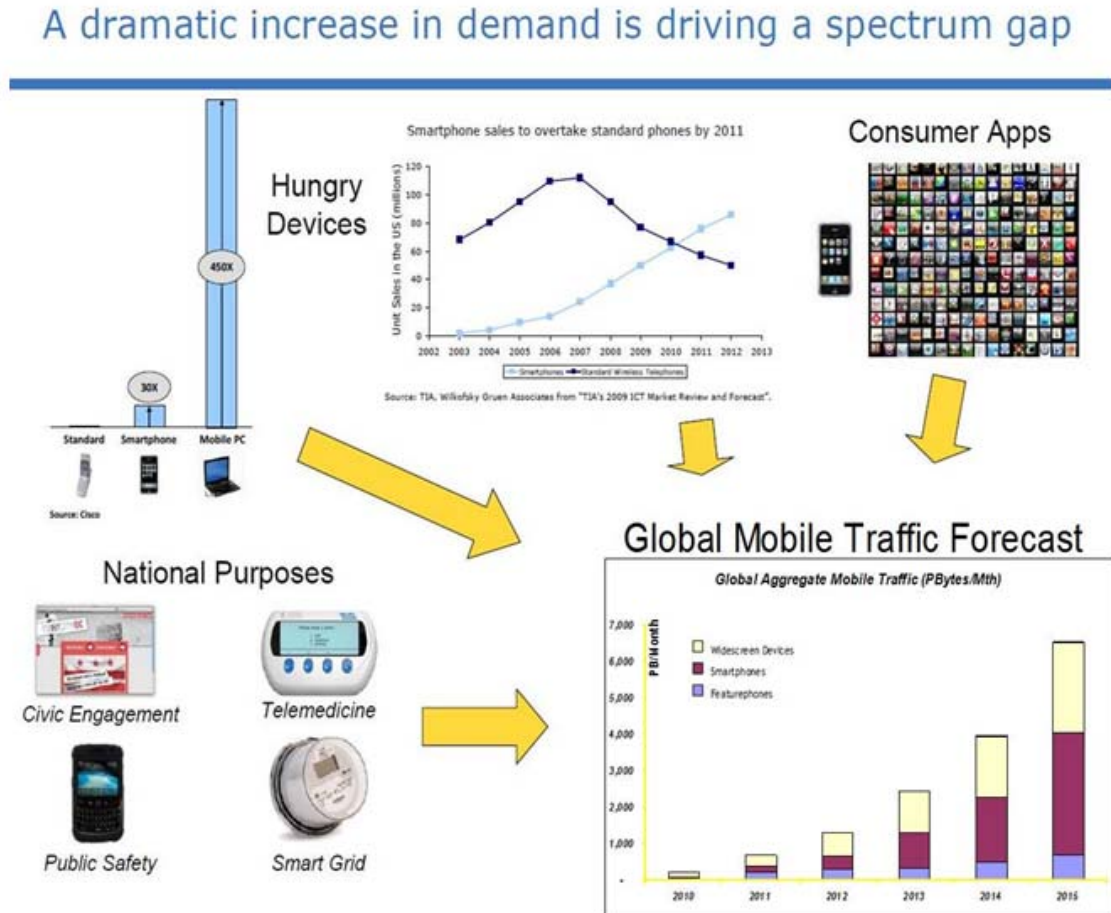 A dramatic increase in demand is driving a spectrum gap
450X
30X
Standard Smartphone Mobile PC
Source: Cisco
Hungry
Devices
Smartphone sales to overtake standard phones by 2011
Unit Sales in the US (millions)
120
100
80
60
40
20
0
2002 2003 2004 2005 2006 2007 2008 2009 2010 2011 2012 2013
Smartphones Standard Wireless Telephones
Source: TIA, Wilkofsky Gruen Associates from "TIA's 2009 ICT Market Review and Forecast".
Consumer Apps
National Purposes
Civic Engagement
Telemedicine
Public Safety
Smart Grid
Global Mobile Traffic Forecast
Global Aggregate Mobile Traffic (PBytes/Mth)
PB/Month
7,000
6,000
5,000
4,000
3,000
2,000
1,000
-
Widescreen Devices
Smartphones
Featurephones
2010 2011 2012 2013 2014 2015